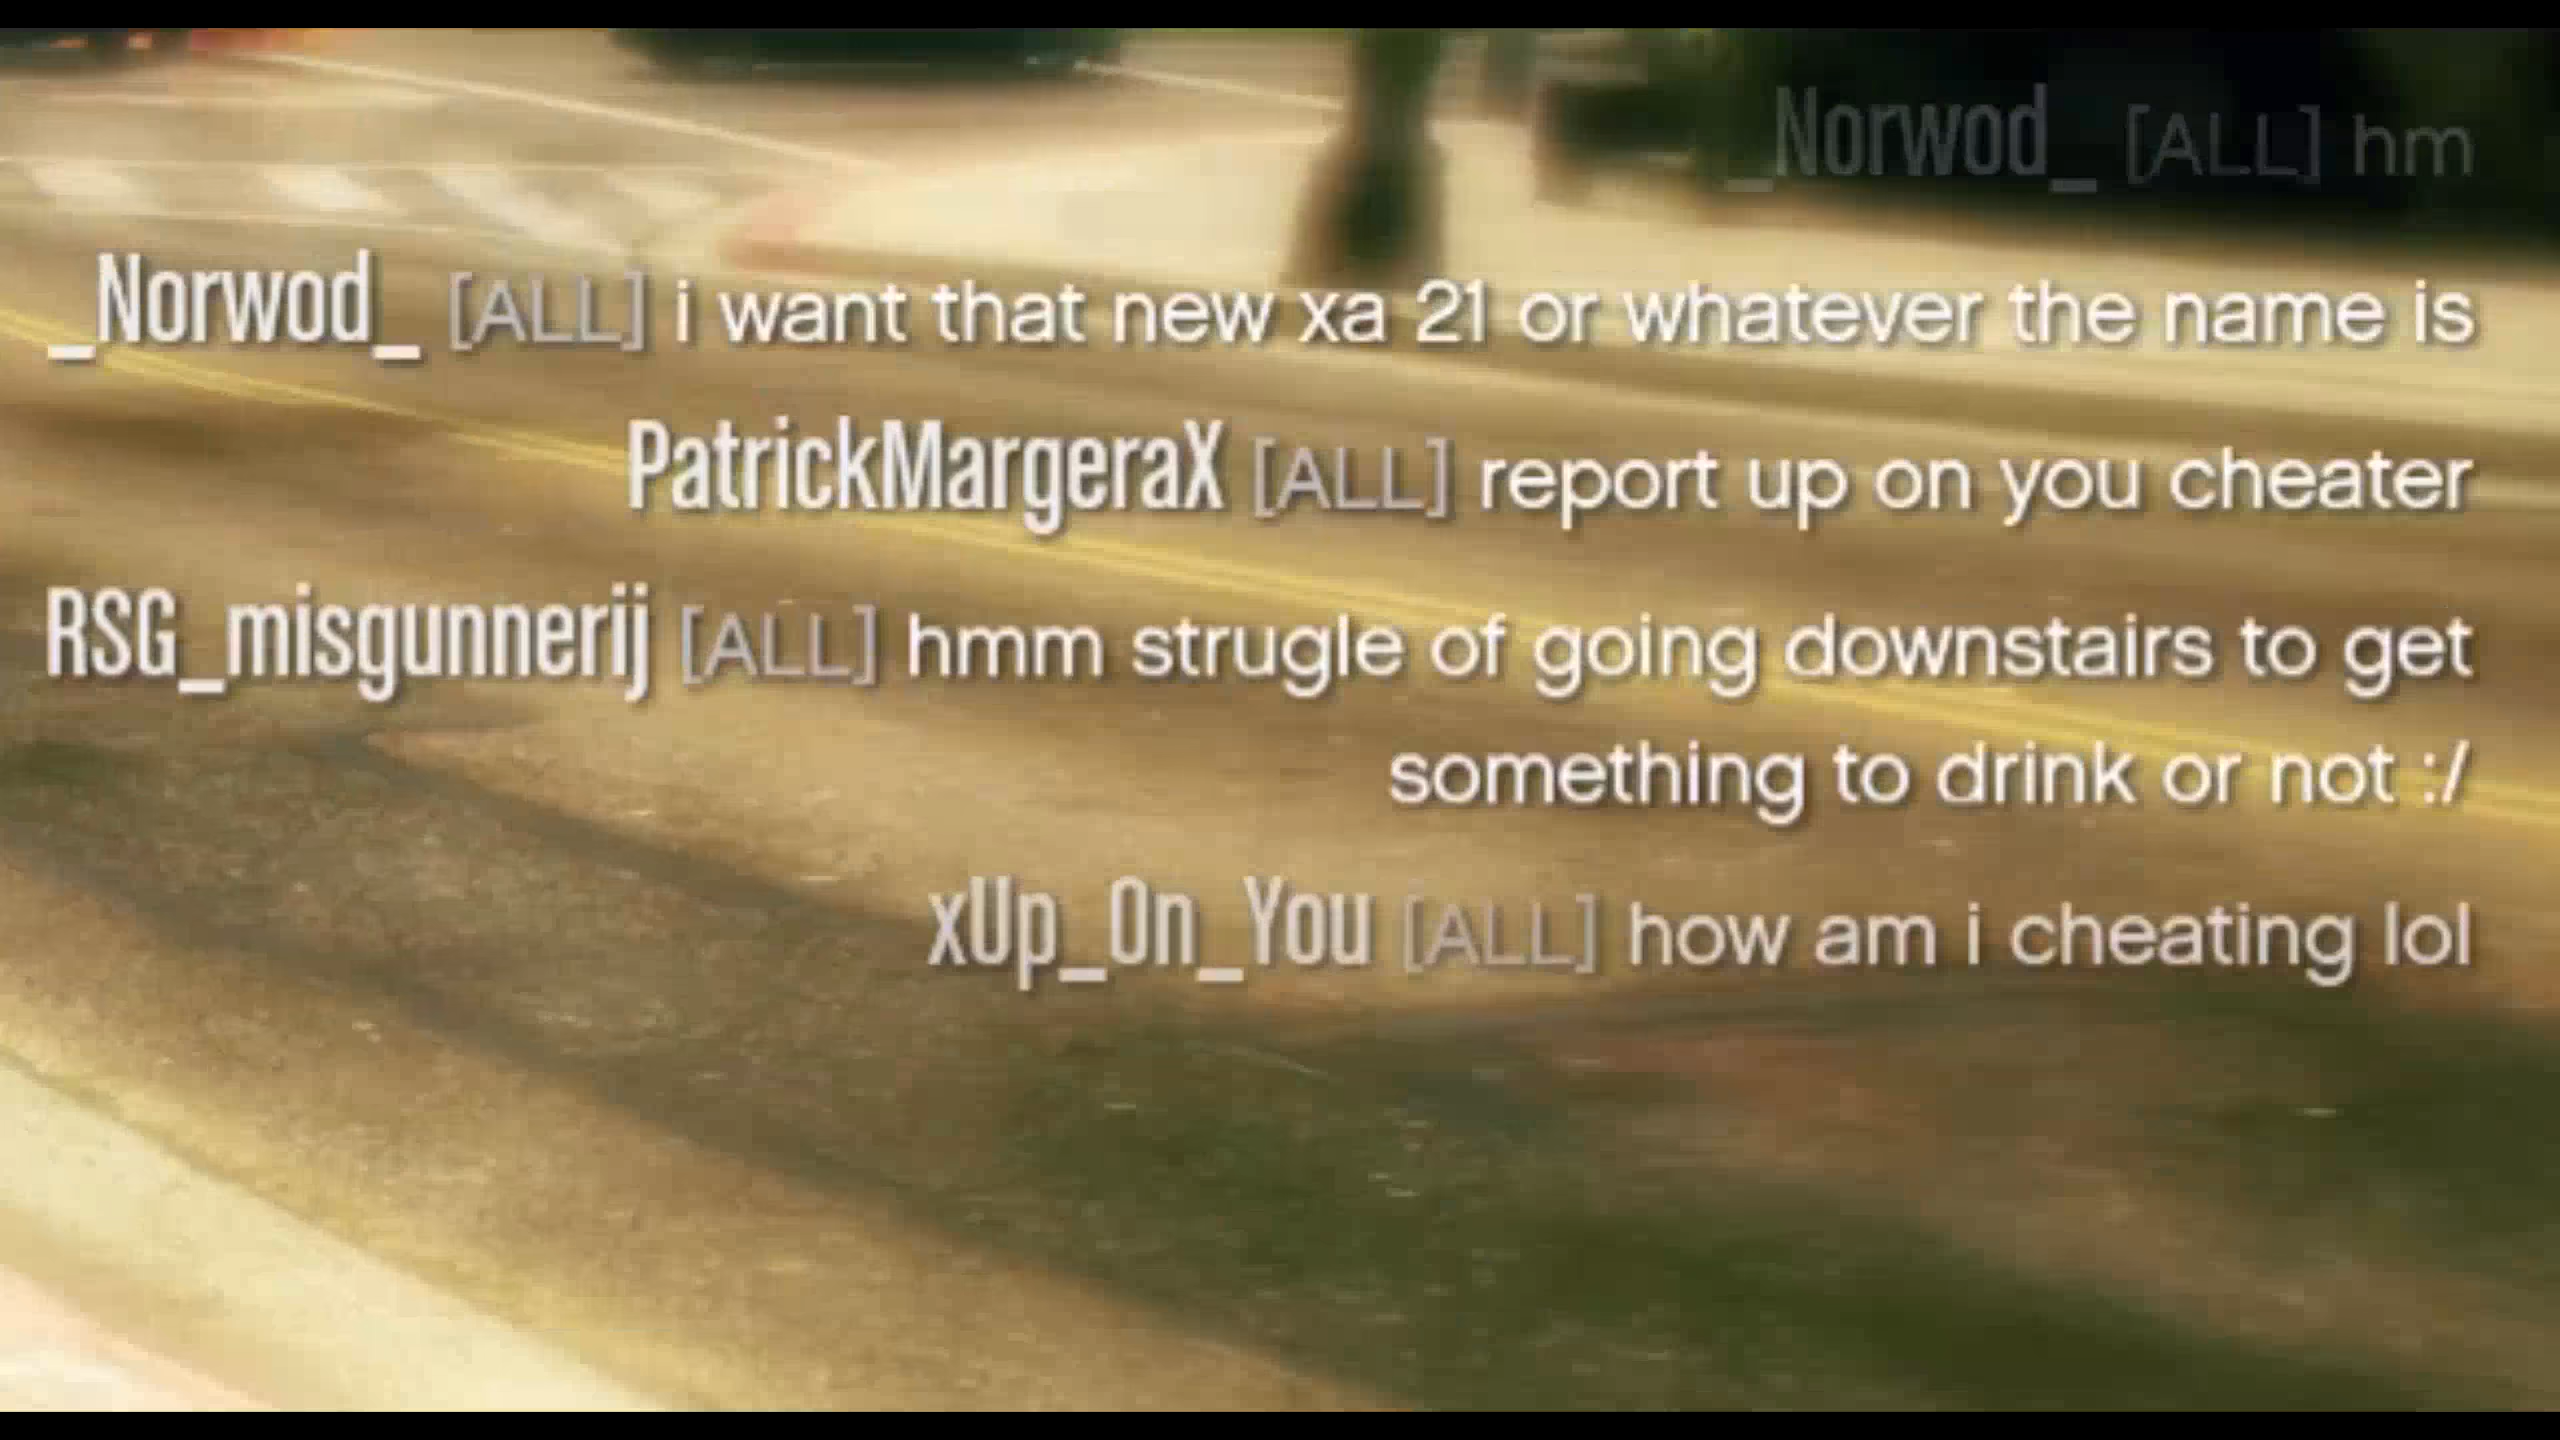 _Norwod_ [ALL] hm
_Norwod_ [ALL] i want that new xa 21 or whatever the name is
PatrickMargeraX [ALL] report up on you cheater
RSG_misgunnerij [ALL] hmm strugle of going downstairs to get
something to drink or not :/
xUp_On_You [ALL] how am i cheating lol